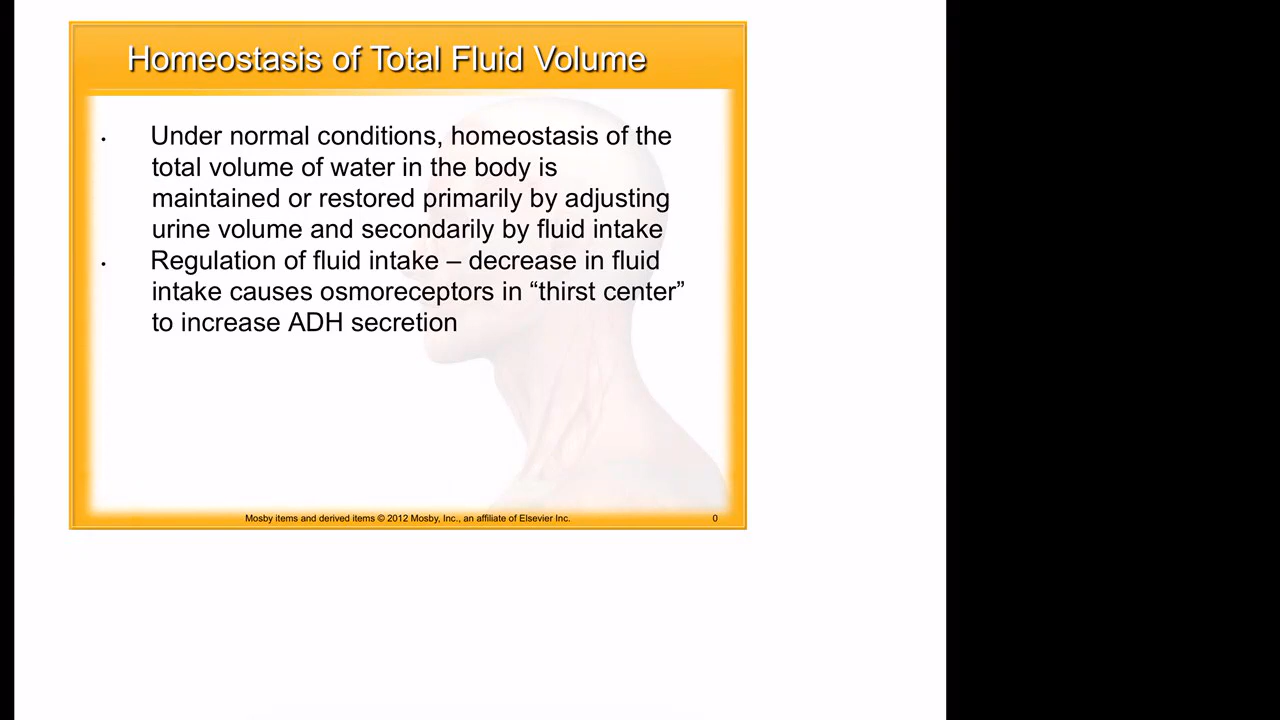 Homeostasis of Total Fluid Volume
• Under normal conditions, homeostasis of the
total volume of water in the body is
maintained or restored primarily by adjusting
urine volume and secondarily by fluid intake
• Regulation of fluid intake – decrease in fluid
intake causes osmoreceptors in “thirst center”
to increase ADH secretion
Mosby items and derived items © 2012 Mosby, Inc., an affiliate of Elsevier Inc. 0